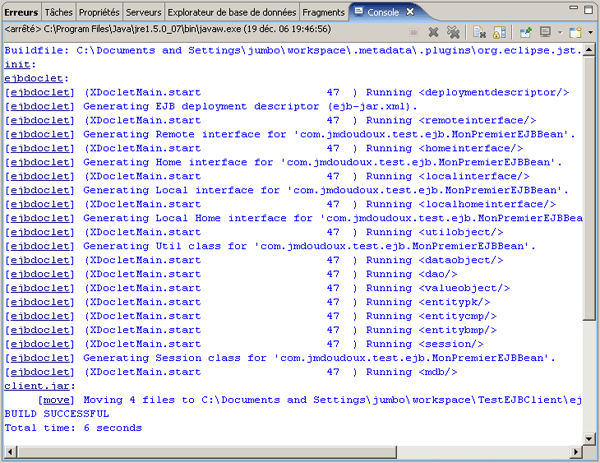 Erreurs Tâches Propriétés Serveurs Explorateur de base de données Fragments Console
<arrêté> C:\Program Files\Java\jre1.5.0_07\bin\javaw.exe (19 déc. 06 19:46:56)
Buildfile: C:\Documents and Settings\jumbo\workspace\.metadata\.plugins\org.eclipse.jst.
init:
ejbdoclet:
[ejbdoclet] (XDocletMain.start 47 ) Running <deploymentdescriptor/>
[ejbdoclet] Generating EJB deployment descriptor (ejb-jar.xml).
[ejbdoclet] (XDocletMain.start 47 ) Running <remoteinterface/>
[ejbdoclet] Generating Remote interface for 'com.jmdoudoux.test.ejb.MonPremierEJBBean'.
[ejbdoclet] (XDocletMain.start 47 ) Running <homeinterface/>
[ejbdoclet] Generating Home interface for 'com.jmdoudoux.test.ejb.MonPremierEJBBean'.
[ejbdoclet] (XDocletMain.start 47 ) Running <localinterface/>
[ejbdoclet] Generating Local interface for 'com.jmdoudoux.test.ejb.MonPremierEJBBean'.
[ejbdoclet] (XDocletMain.start 47 ) Running <localhomeinterface/>
[ejbdoclet] Generating Local Home interface for 'com.jmdoudoux.test.ejb.MonPremierEJBBea
[ejbdoclet] (XDocletMain.start 47 ) Running <utilobject/>
[ejbdoclet] Generating Util class for 'com.jmdoudoux.test.ejb.MonPremierEJBBean'.
[ejbdoclet] (XDocletMain.start 47 ) Running <dataobject/>
[ejbdoclet] (XDocletMain.start 47 ) Running <dao/>
[ejbdoclet] (XDocletMain.start 47 ) Running <valueobject/>
[ejbdoclet] (XDocletMain.start 47 ) Running <entitypk/>
[ejbdoclet] (XDocletMain.start 47 ) Running <entitycmp/>
[ejbdoclet] (XDocletMain.start 47 ) Running <entitybmp/>
[ejbdoclet] (XDocletMain.start 47 ) Running <session/>
[ejbdoclet] Generating Session class for 'com.jmdoudoux.test.ejb.MonPremierEJBBean'.
[ejbdoclet] (XDocletMain.start 47 ) Running <mdb/>
client.jar:
[move] Moving 4 files to C:\Documents and Settings\jumbo\workspace\TestEJBClient\ej
BUILD SUCCESSFUL
Total time: 6 seconds